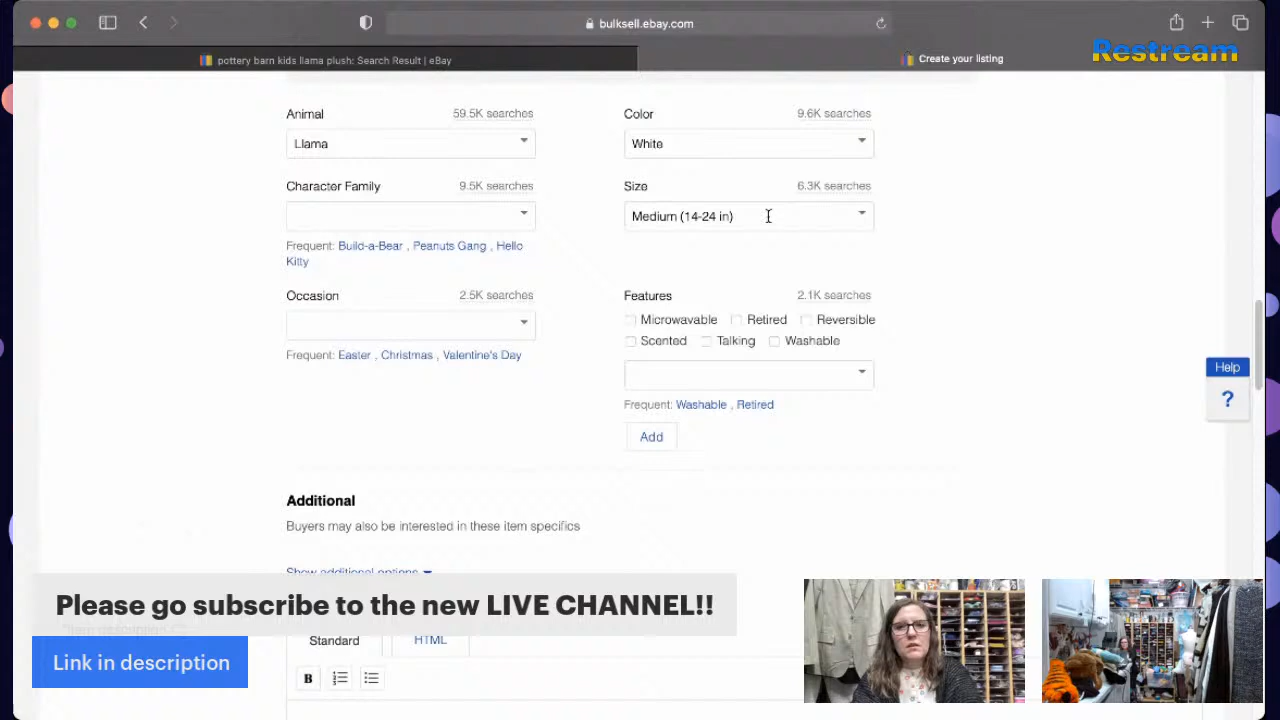 bulksell.ebay.com
pottery barn kids llama plush: Search Result | eBay
Create your listing
Restream
Animal 59.5K searches
Color 9.6K searches
Llama
White
Character Family 9.5K searches
Size 6.3K searches
Medium (14-24 in)
Frequent: Build-a-Bear , Peanuts Gang , Hello
Kitty
Occasion 2.5K searches
Features 2.1K searches
Microwavable Retired Reversible
Scented Talking Washable
Frequent: Easter , Christmas , Valentine's Day
Help
?
Frequent: Washable , Retired
Add
Additional
Buyers may also be interested in these item specifics
Show additional options
Please go subscribe to the new LIVE CHANNEL!!
Standard HTML
Link in description
B